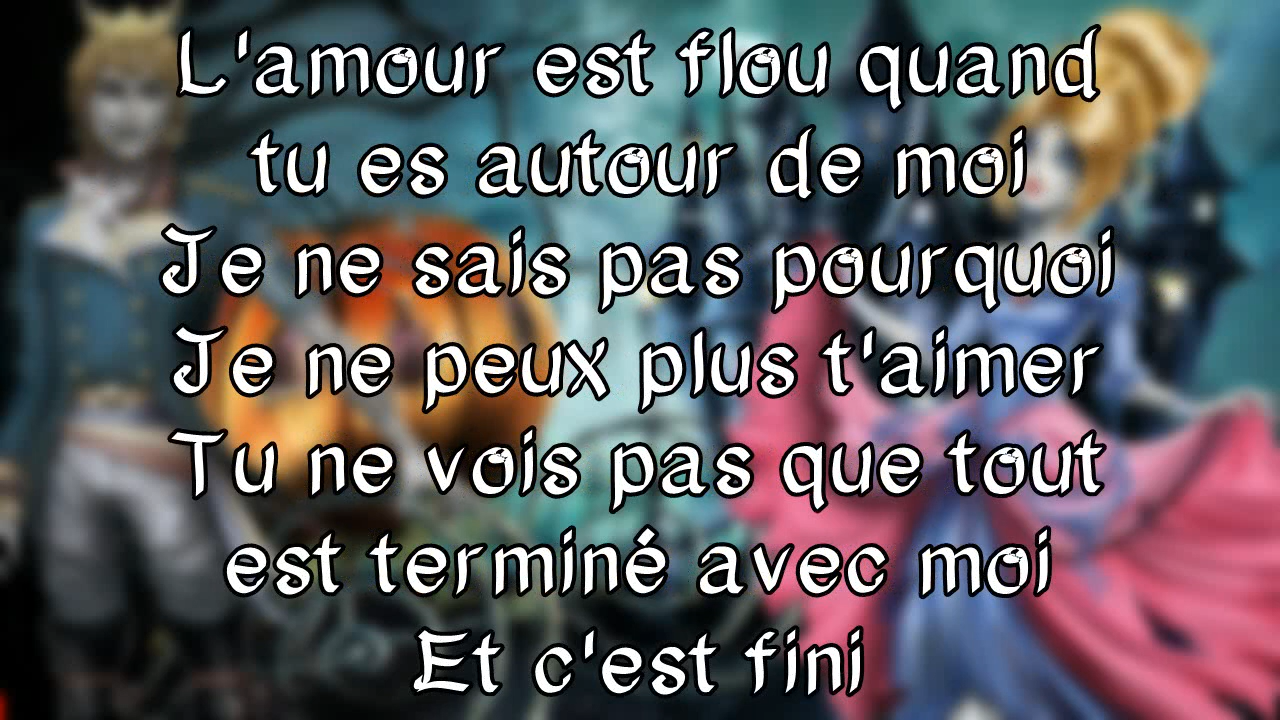 L'amour est flou quand
tu es autour de moi
Je ne sais pas pourquoi
Je ne peux plus t'aimer
Tu ne vois pas que tout
est terminé avec moi
Et c'est fini